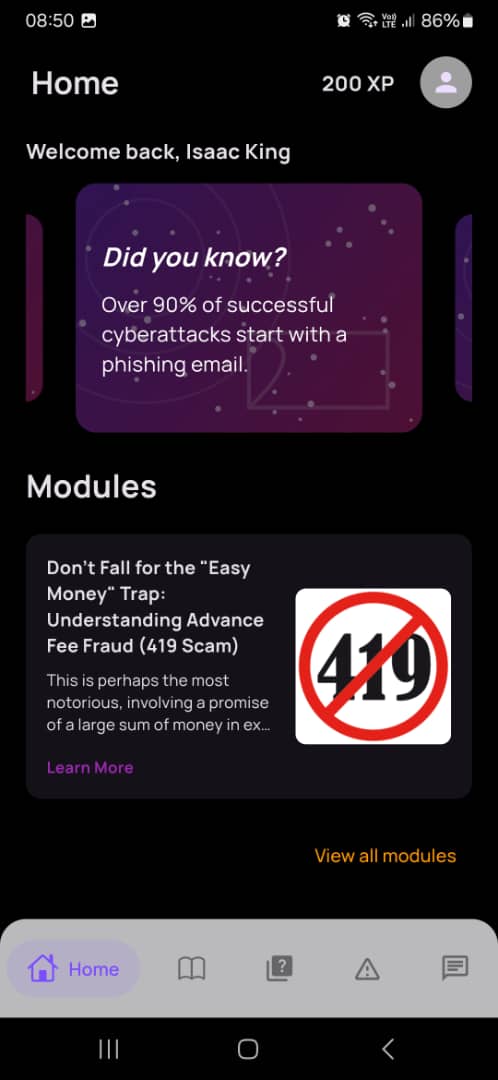 08:50
Vo))
LTE
86%
Home
200 XP
Welcome back, Isaac King
Did you know?
Over 90% of successful
cyberattacks start with a
phishing email.
Modules
Don't Fall for the "Easy
Money" Trap:
Understanding Advance
Fee Fraud (419 Scam)
This is perhaps the most
notorious, involving a promise
of a large sum of money in ex...
Learn More
419
View all modules
Home